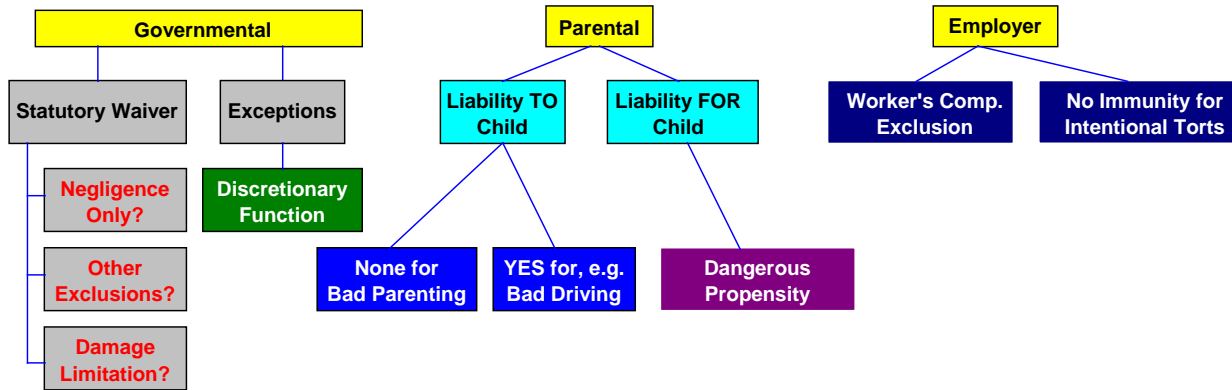 Governmental
Parental
Employer
Statutory Waiver
Exceptions
Liability TO
Child
Liability FOR
Child
Worker's Comp.
Exclusion
No Immunity for
Intentional Torts
Negligence
Only?
Discretionary
Function
Other
Exclusions?
None for
Bad Parenting
YES for, e.g.
Bad Driving
Dangerous
Propensity
Damage
Limitation?